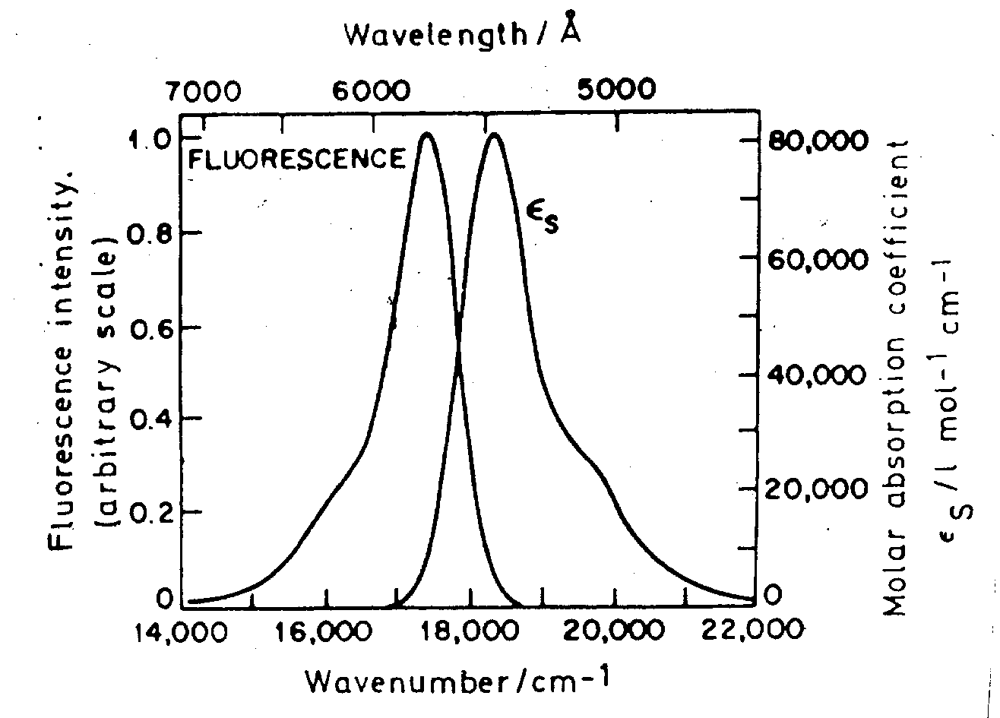 Wavelength / Å
7000 6000 5000
1.0
FLUORESCENCE
0.8
0.6
0.4
0.2
0
Fluorescence intensity.
(arbitrary scale)
ϵs
80,000
60,000
40,000
20,000
0
Molar absorption coefficient
ϵs / l mol-1 cm-1
14,000 16,000 18,000 20,000 22,000
Wavenumber /cm-1